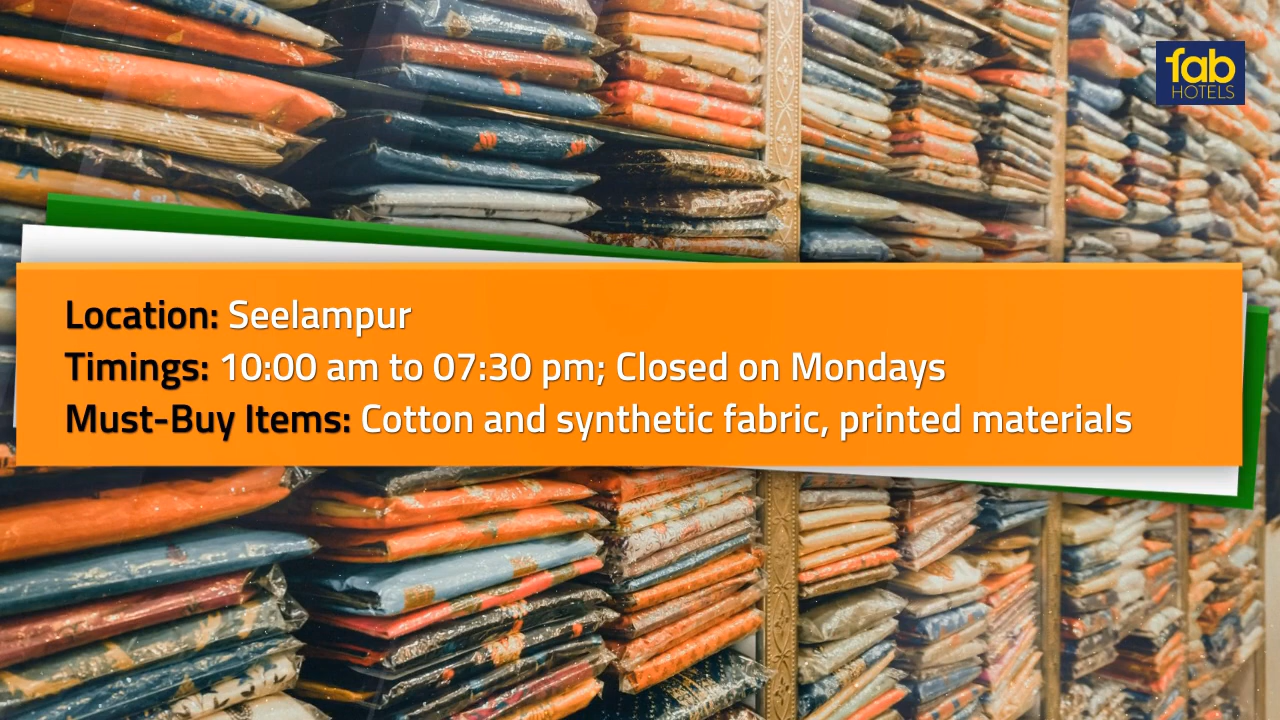 fab
HOTELS
Location: Seelampur
Timings: 10:00 am to 07:30 pm; Closed on Mondays
Must-Buy Items: Cotton and synthetic fabric, printed materials